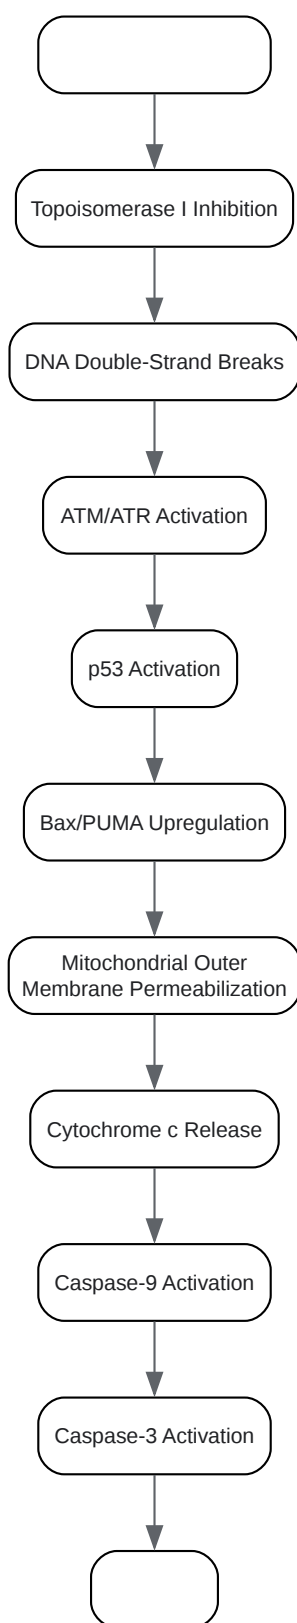 Topoisomerase I Inhibition
DNA Double-Strand Breaks
ATM/ATR Activation
p53 Activation
Bax/PUMA Upregulation
Mitochondrial Outer
Membrane Permeabilization
Cytochrome c Release
Caspase-9 Activation
Caspase-3 Activation